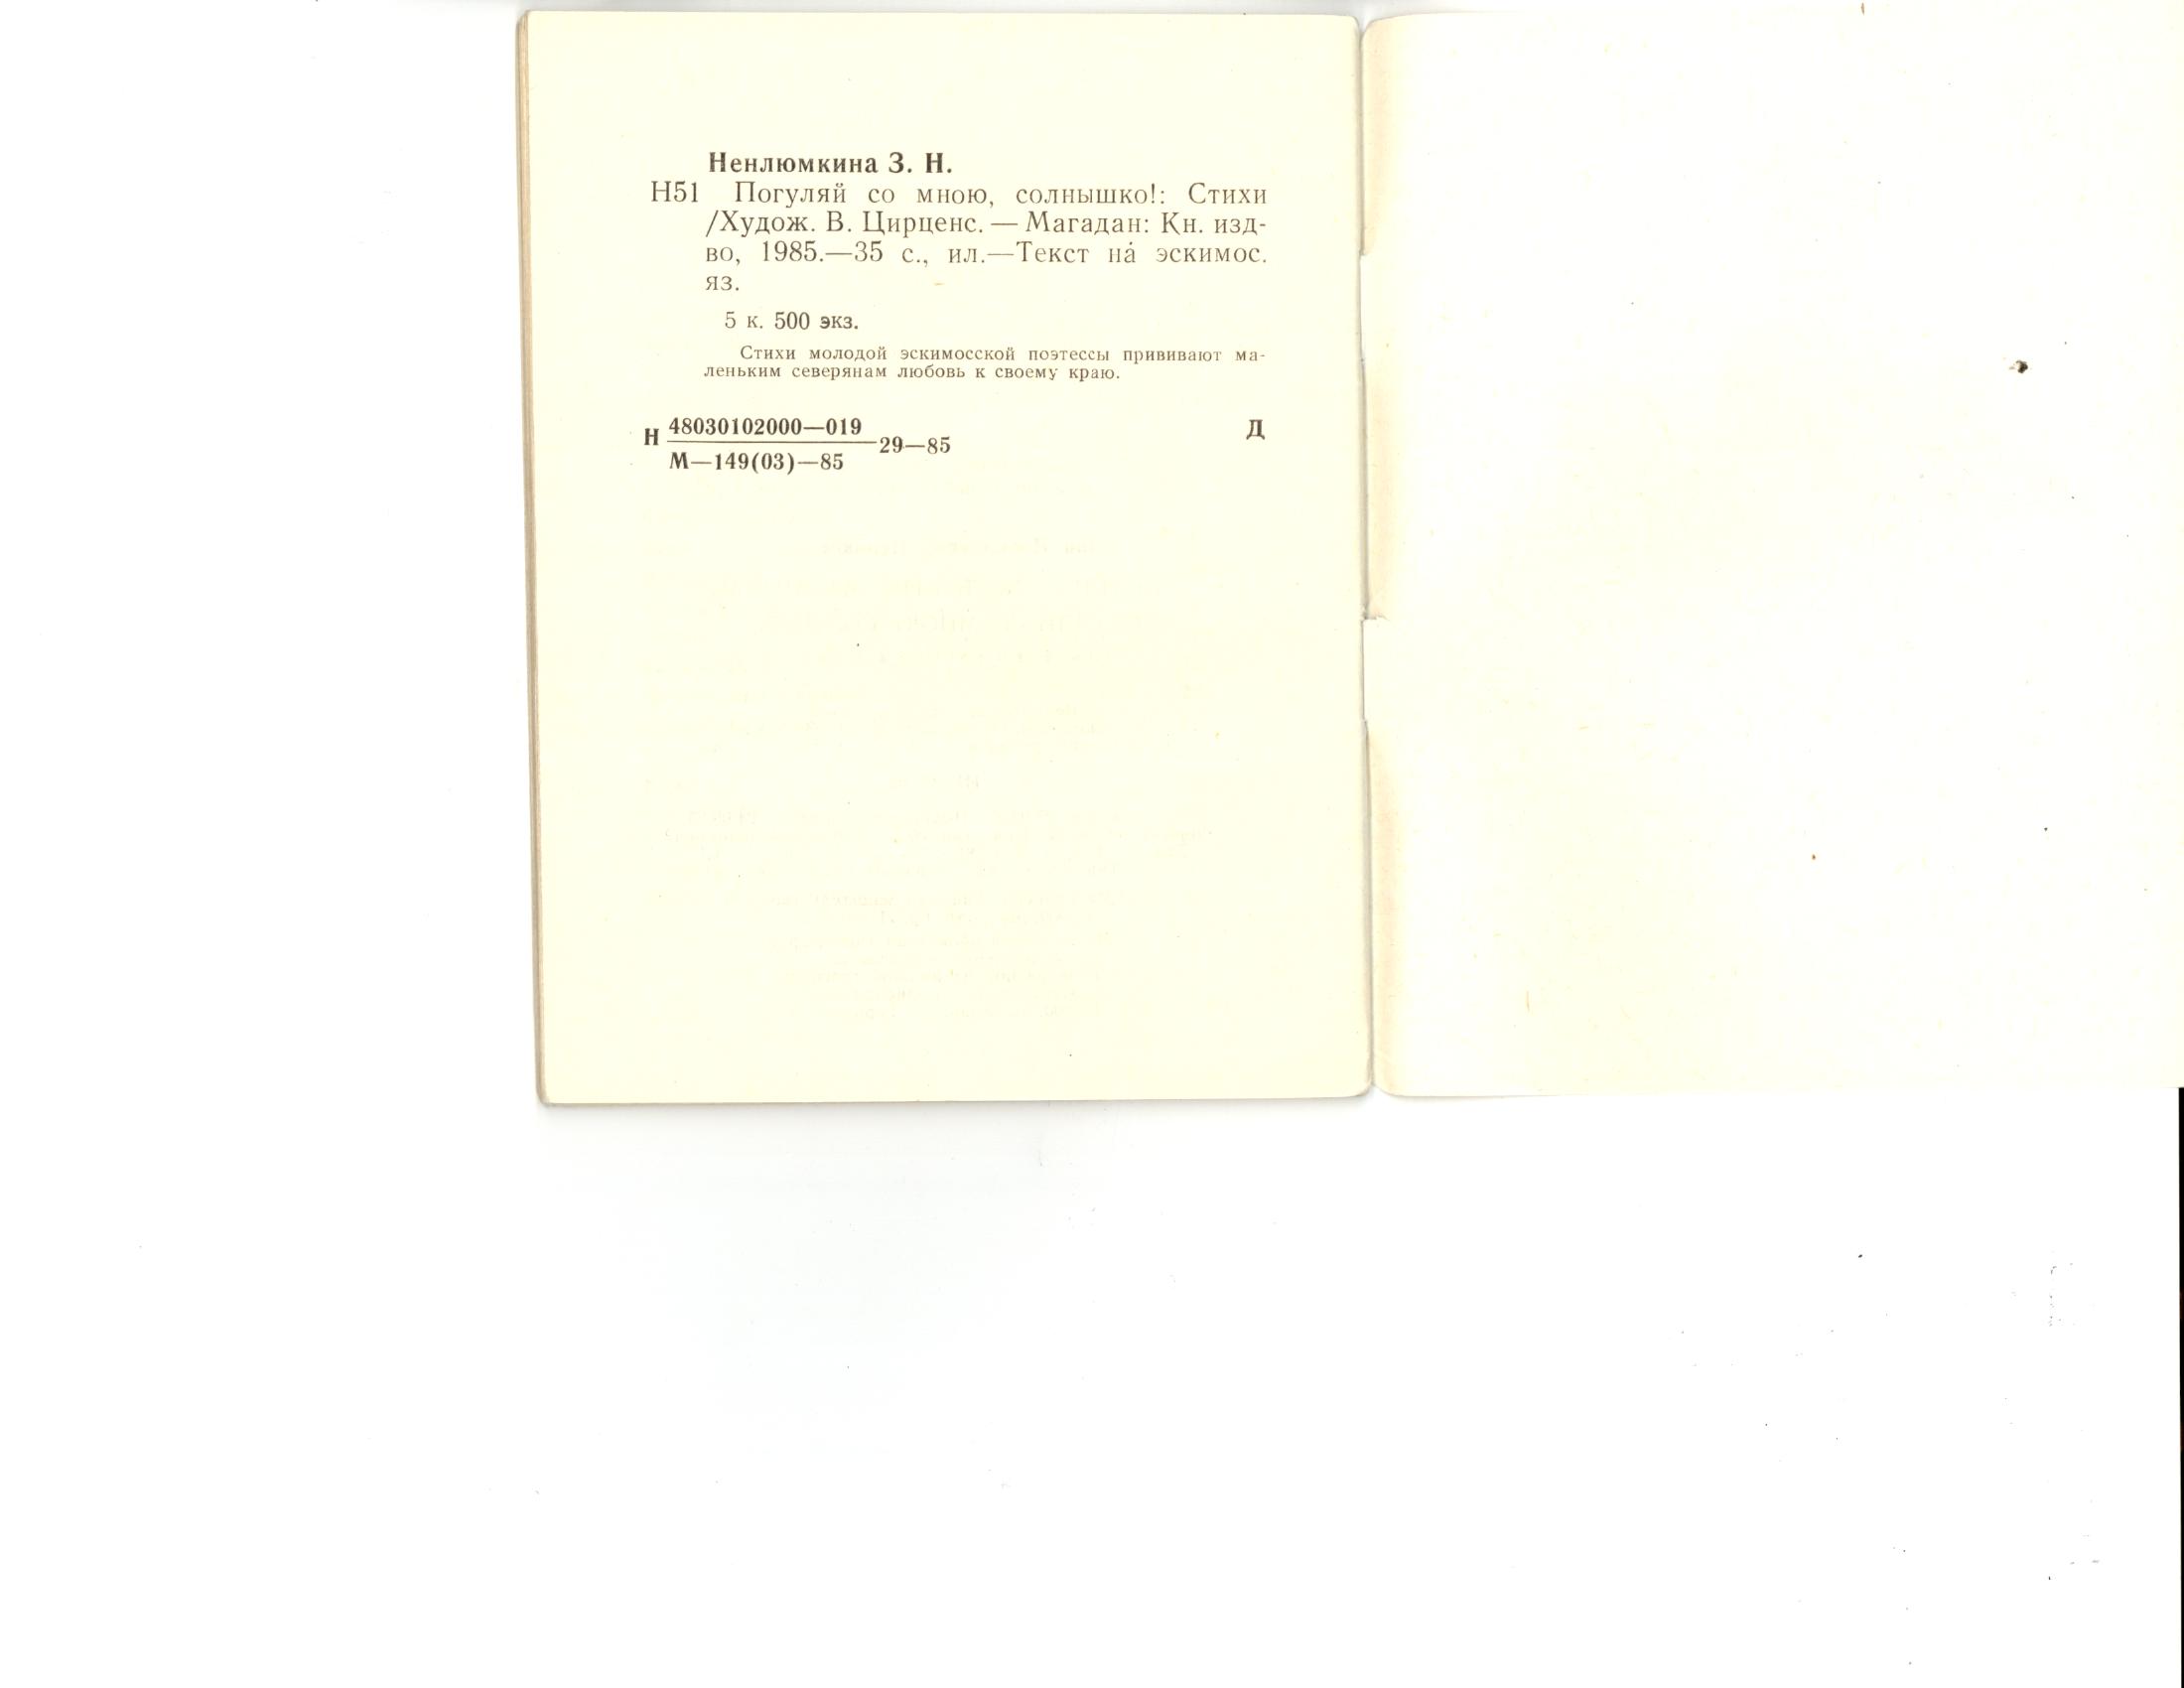 Ненлюмкина З. Н.
Н51 Погуляй со мною, солнышко!: Стихи
/Худож. В. Цирценс. — Магадан: Кн. изд-
во, 1985.—35 с., ил.—Текст на эскимос.
яз.
5 к. 500 экз.
Стихи молодой эскимосской поэтессы прививают ма-
леньким северянам любовь к своему краю.
Н 48030102000—019
М—149(03)—85
29—85
Д